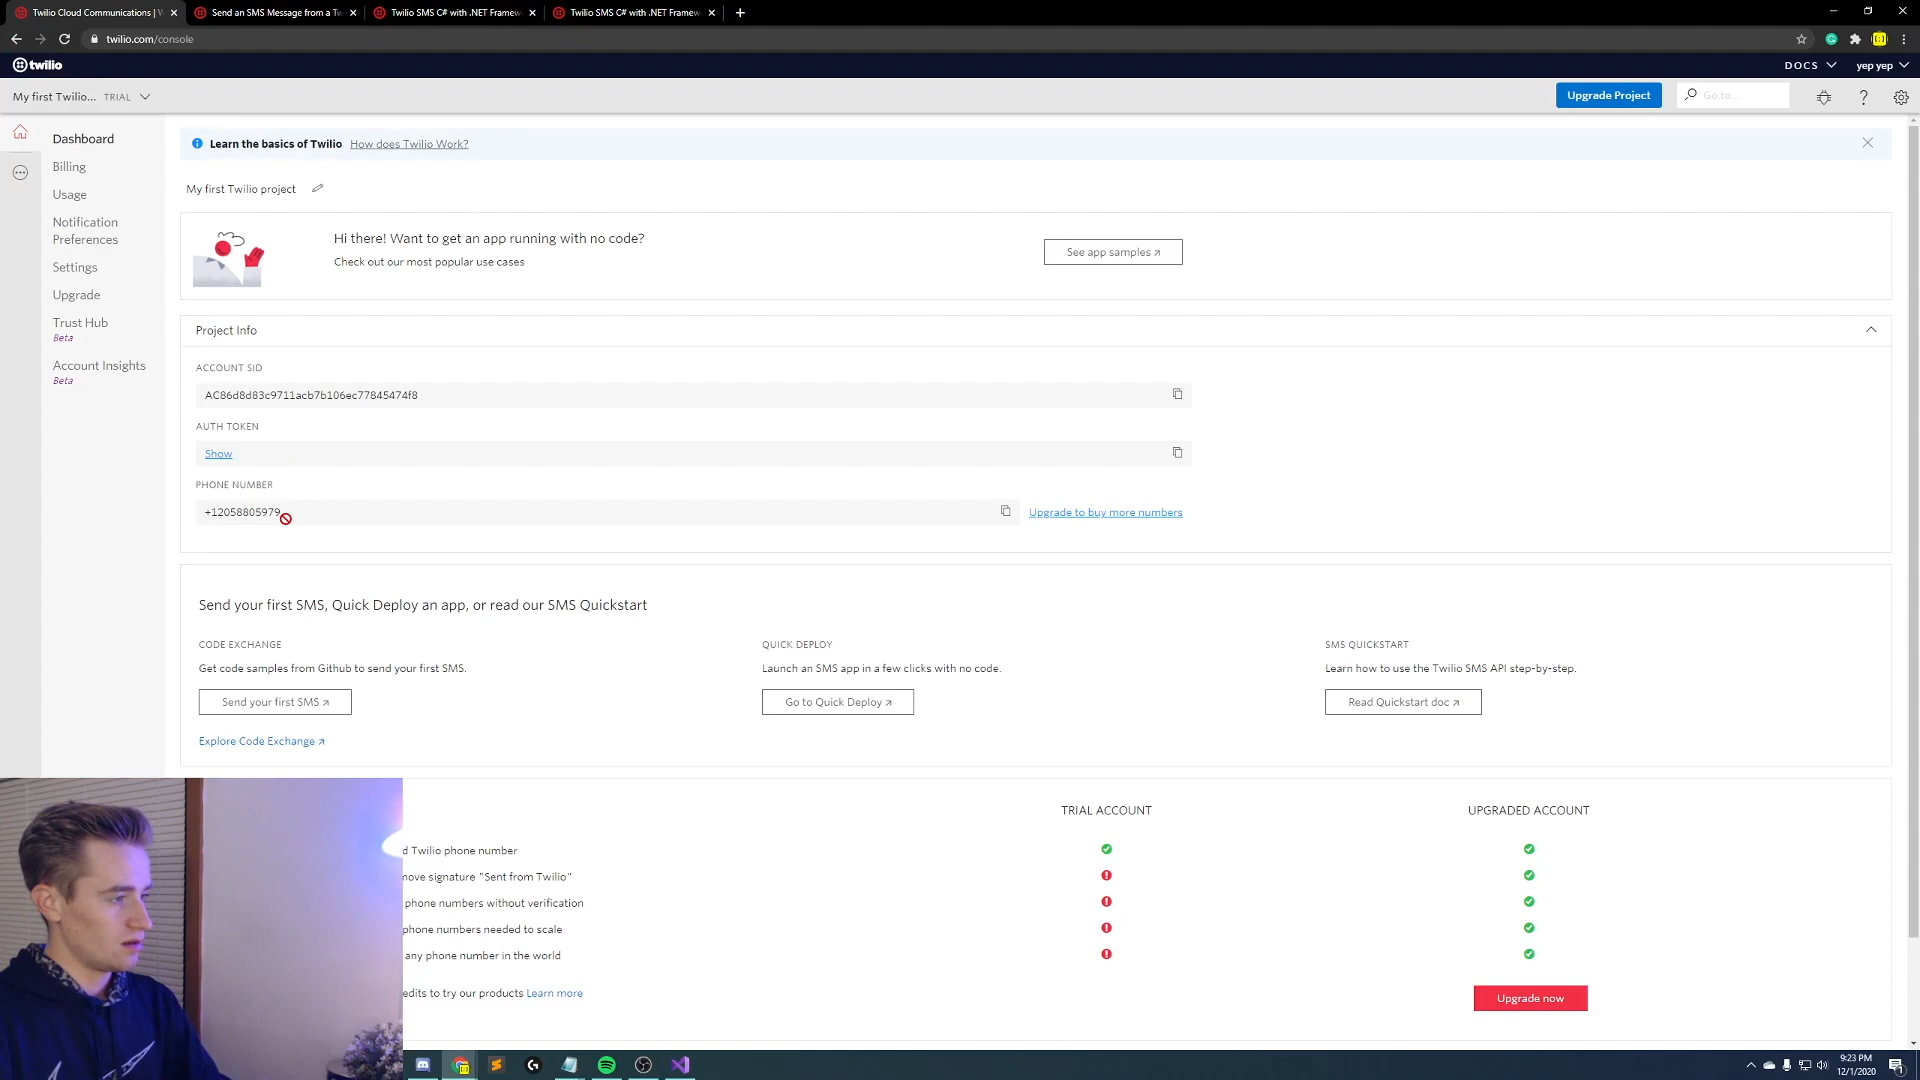 Twilio Cloud Communications | W
Send an SMS Message from a Tw
Twilio SMS C# with .NET Framew
Twilio SMS C# with .NET Framew
twilio.com/console
twilio
DOCS
yep yep
My first Twilio... TRIAL
Upgrade Project
Go to...
Dashboard
Billing
Usage
Notification
Preferences
Settings
Upgrade
Trust Hub
Beta
Account Insights
Beta
Learn the basics of Twilio How does Twilio Work?
My first Twilio project
Hi there! Want to get an app running with no code?
Check out our most popular use cases
See app samples
Project Info
ACCOUNT SID
AC86d8d83c9711acb7b106ec77845474f8
AUTH TOKEN
Show
PHONE NUMBER
+12058805979
Upgrade to buy more numbers
Send your first SMS, Quick Deploy an app, or read our SMS Quickstart
CODE EXCHANGE
Get code samples from Github to send your first SMS.
Send your first SMS
Explore Code Exchange
QUICK DEPLOY
Launch an SMS app in a few clicks with no code.
Go to Quick Deploy
SMS QUICKSTART
Learn how to use the Twilio SMS API step-by-step.
Read Quickstart doc
TRIAL ACCOUNT
UPGRADED ACCOUNT
d Twilio phone number
move signature "Sent from Twilio"
phone numbers without verification
phone numbers needed to scale
any phone number in the world
edits to try our products Learn more
Upgrade now
9:23 PM
12/1/2020